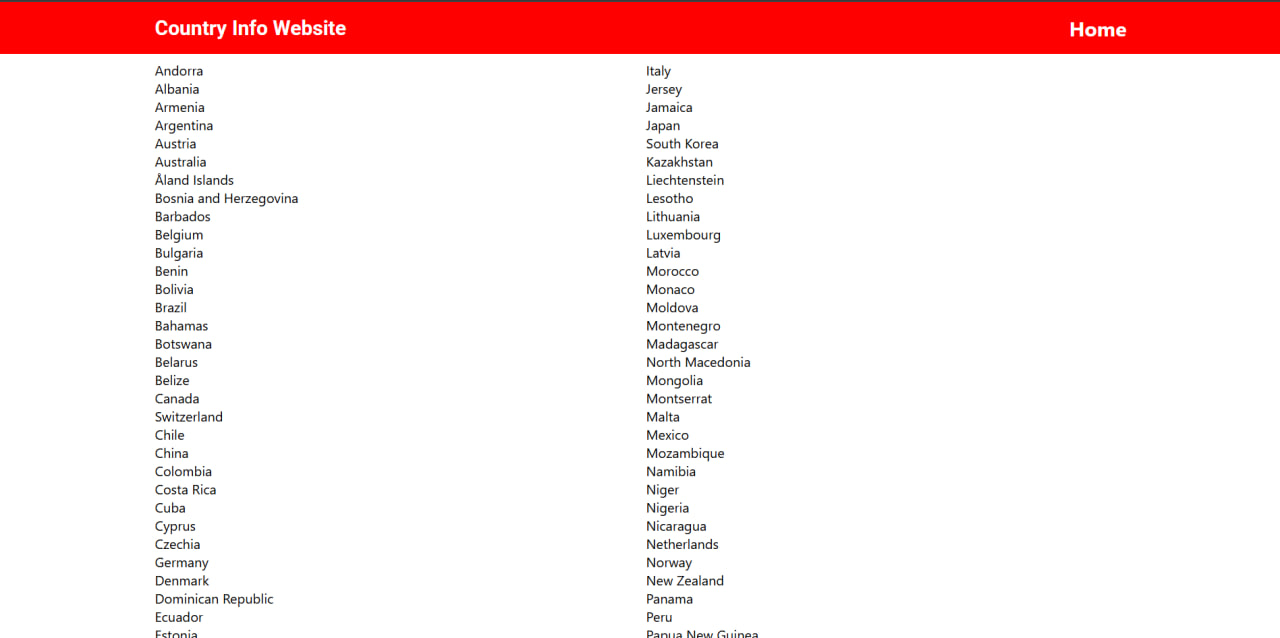 Country Info Website
Home
Andorra
Albania
Armenia
Argentina
Austria
Australia
Åland Islands
Bosnia and Herzegovina
Barbados
Belgium
Bulgaria
Benin
Bolivia
Brazil
Bahamas
Botswana
Belarus
Belize
Canada
Switzerland
Chile
China
Colombia
Costa Rica
Cuba
Cyprus
Czechia
Germany
Denmark
Dominican Republic
Ecuador
Estonia
Italy
Jersey
Jamaica
Japan
South Korea
Kazakhstan
Liechtenstein
Lesotho
Lithuania
Luxembourg
Latvia
Morocco
Monaco
Moldova
Montenegro
Madagascar
North Macedonia
Mongolia
Montserrat
Malta
Mexico
Mozambique
Namibia
Niger
Nigeria
Nicaragua
Netherlands
Norway
New Zealand
Panama
Peru
Papua New Guinea